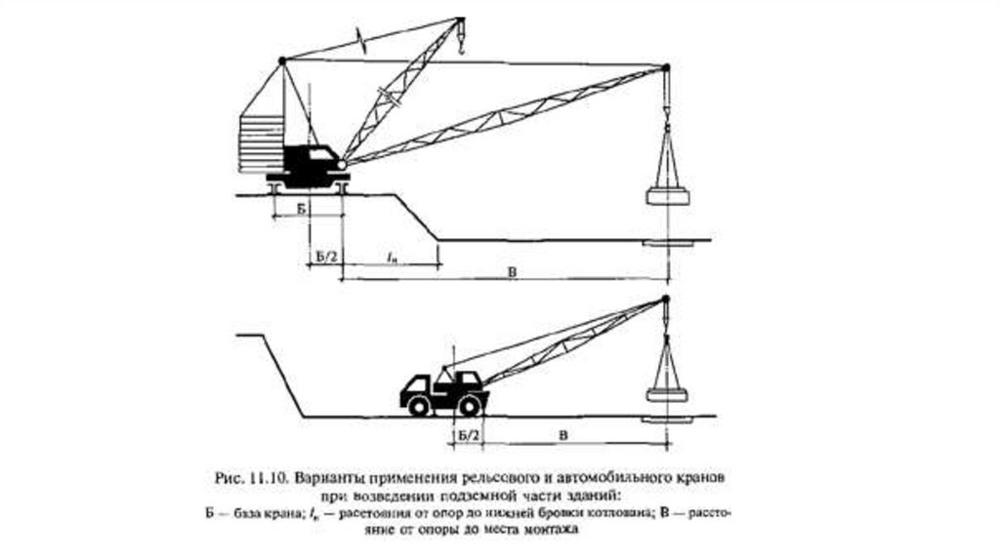 Б
Б/2
lн
В
Б/2
В
Рис. 11.10. Варианты применения рельсового и автомобильного кранов
при возведении подземной части зданий:
Б — база крана; lн — расстояния от опор до нижней бровки котлована; В — рассто-
яние от опоры до места монтажа